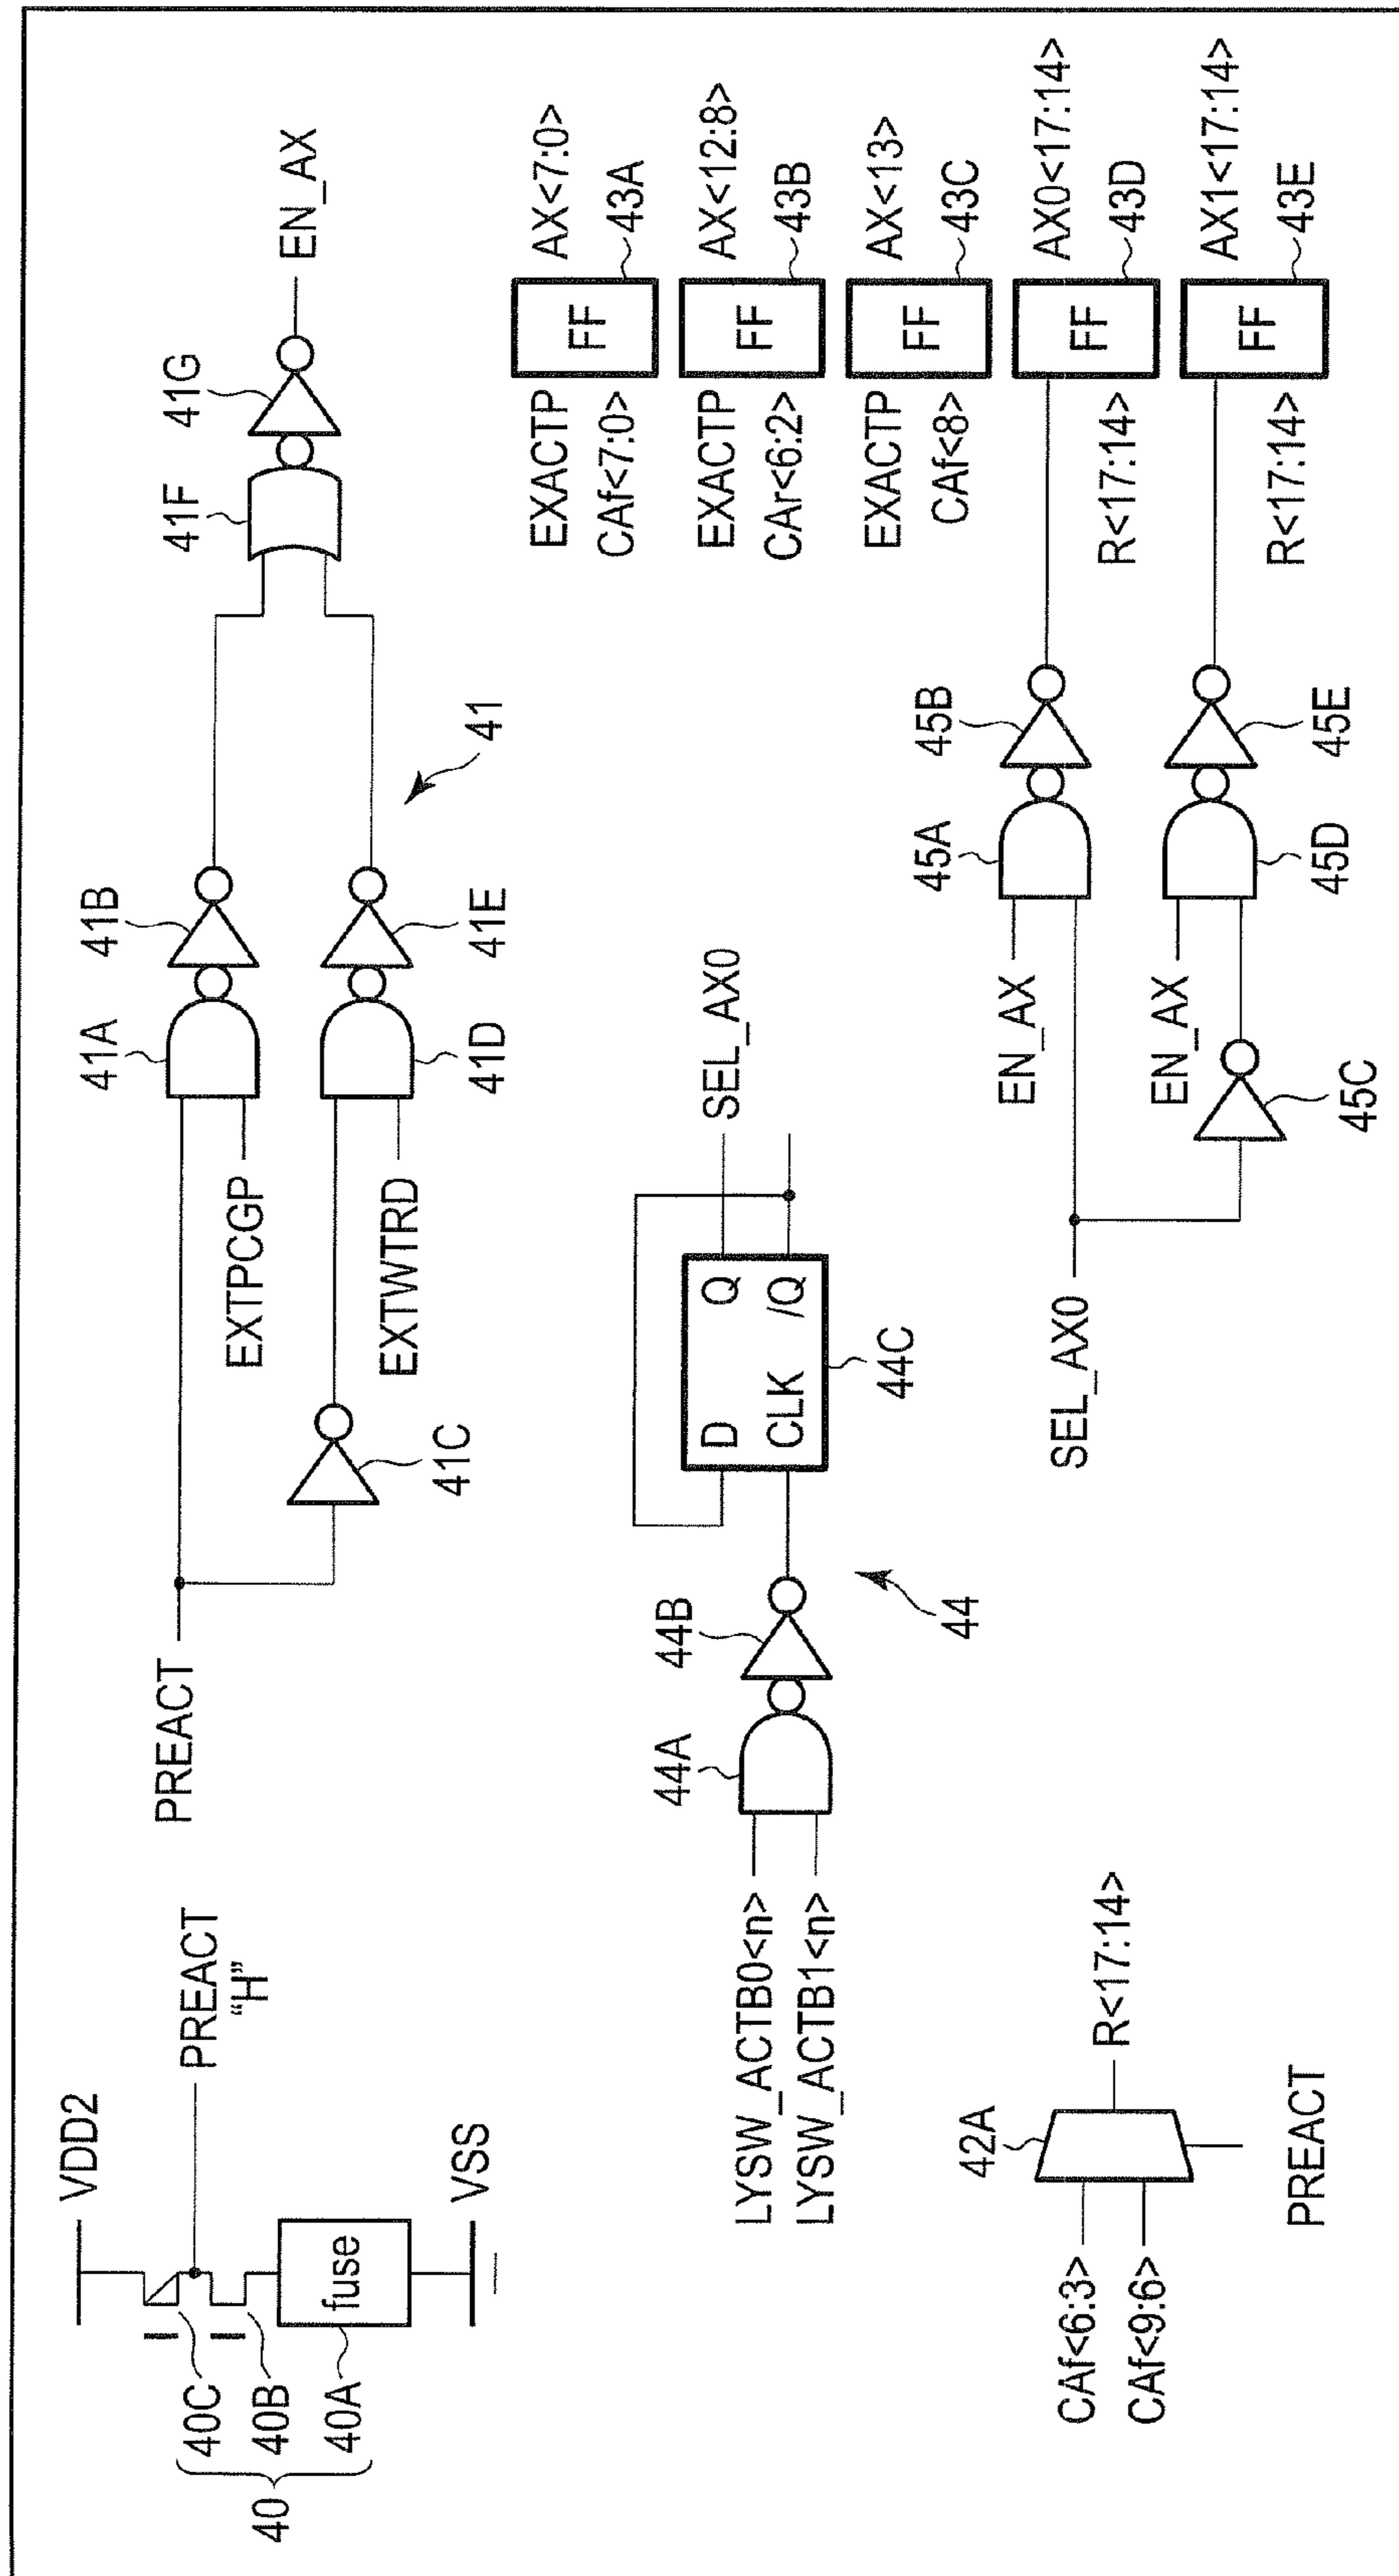 VDD2
PREACT
"H"
40C
40B
40A
40
fuse
VSS
PREACT
41A
41B
EXTPCGP
41C
41D
41E
EXTWTRD
41
41F
41G
EN_AX
LYSW_ACTB0<n>
LYSW_ACTB1<n>
44A
44B
44
D
Q
CLK
/Q
44C
SEL_AX0
CAf<6:3>
CAf<9:6>
42A
R<17:14>
PREACT
SEL_AX0
EN_AX
45A
45B
EN_AX
45C
45D
45E
EXACTP
CAf<7:0>
FF
AX<7:0>
43A
EXACTP
CAr<6:2>
FF
AX<12:8>
43B
EXACTP
CAf<8>
FF
AX<13>
43C
R<17:14>
FF
AX0<17:14>
43D
R<17:14>
FF
AX1<17:14>
43E